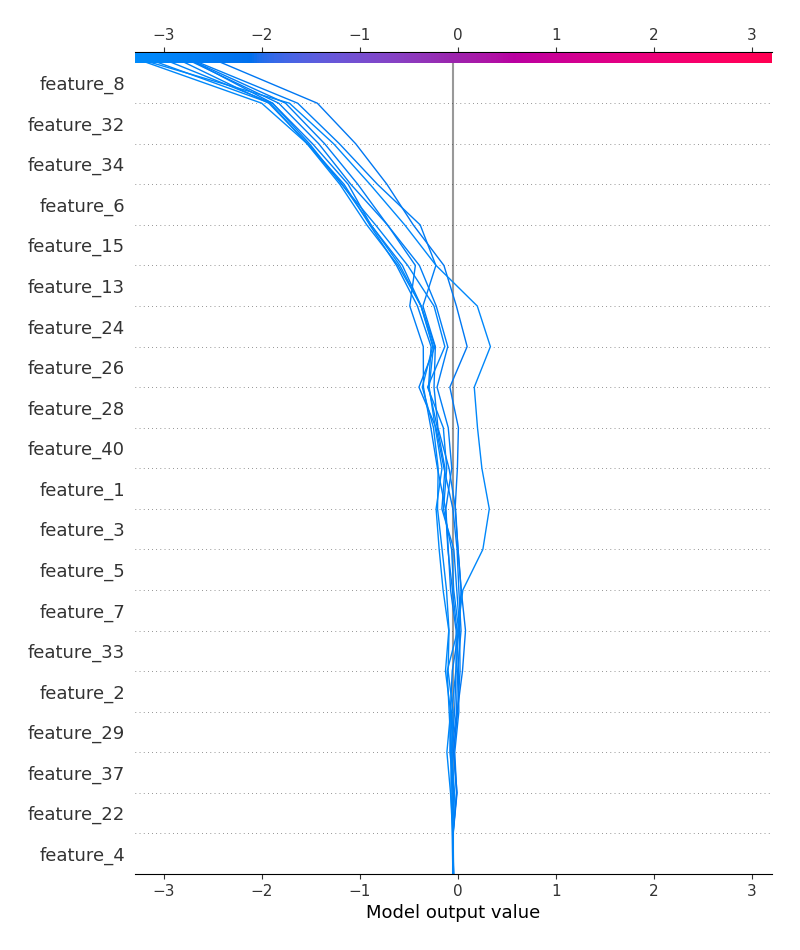 −3 −2 −1 0 1 2 3
feature_8
feature_32
feature_34
feature_6
feature_15
feature_13
feature_24
feature_26
feature_28
feature_40
feature_1
feature_3
feature_5
feature_7
feature_33
feature_2
feature_29
feature_37
feature_22
feature_4
−3 −2 −1 0 1 2 3
Model output value